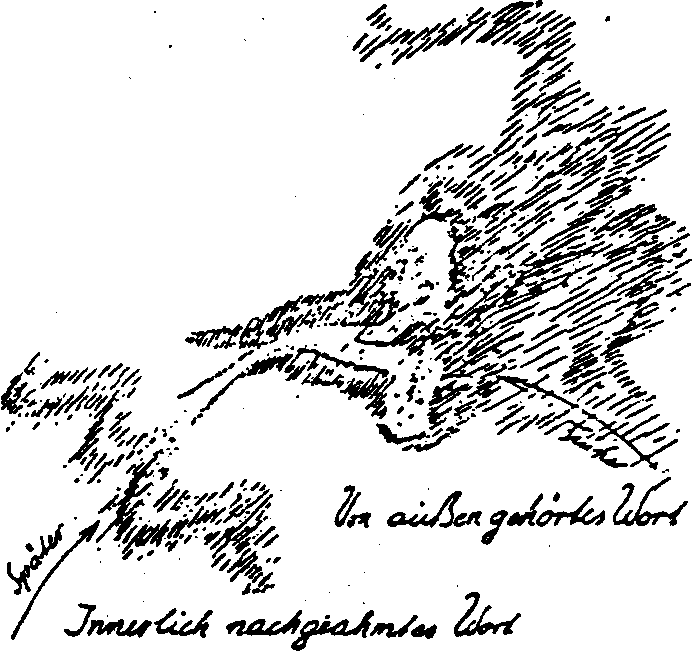 Von außen gehörtes Wort
Später
Innerlich nachgeahmtes Wort